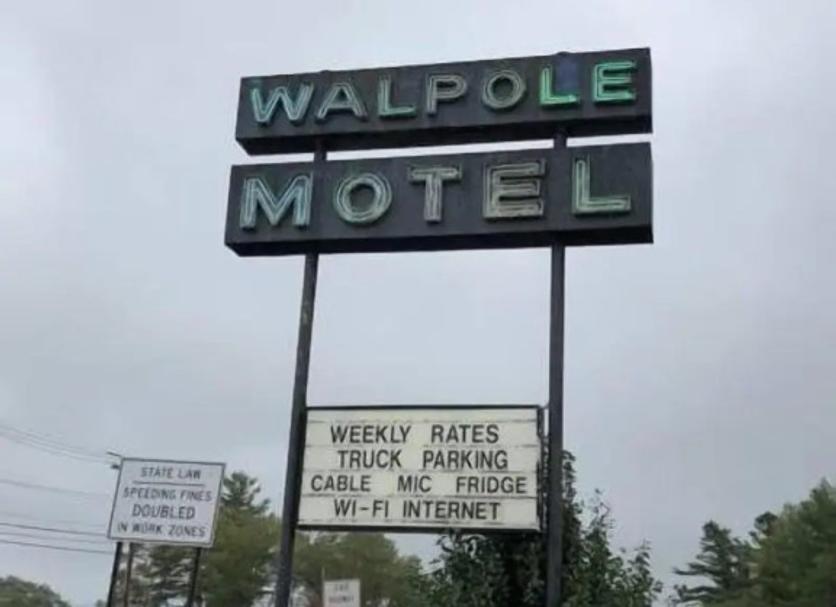 WALPOLE
MOTEL
WEEKLY RATES
TRUCK PARKING
CABLE MIC FRIDGE
WI-FI INTERNET
STATE LAW
SPEEDING FINES
DOUBLED
IN WORK ZONES